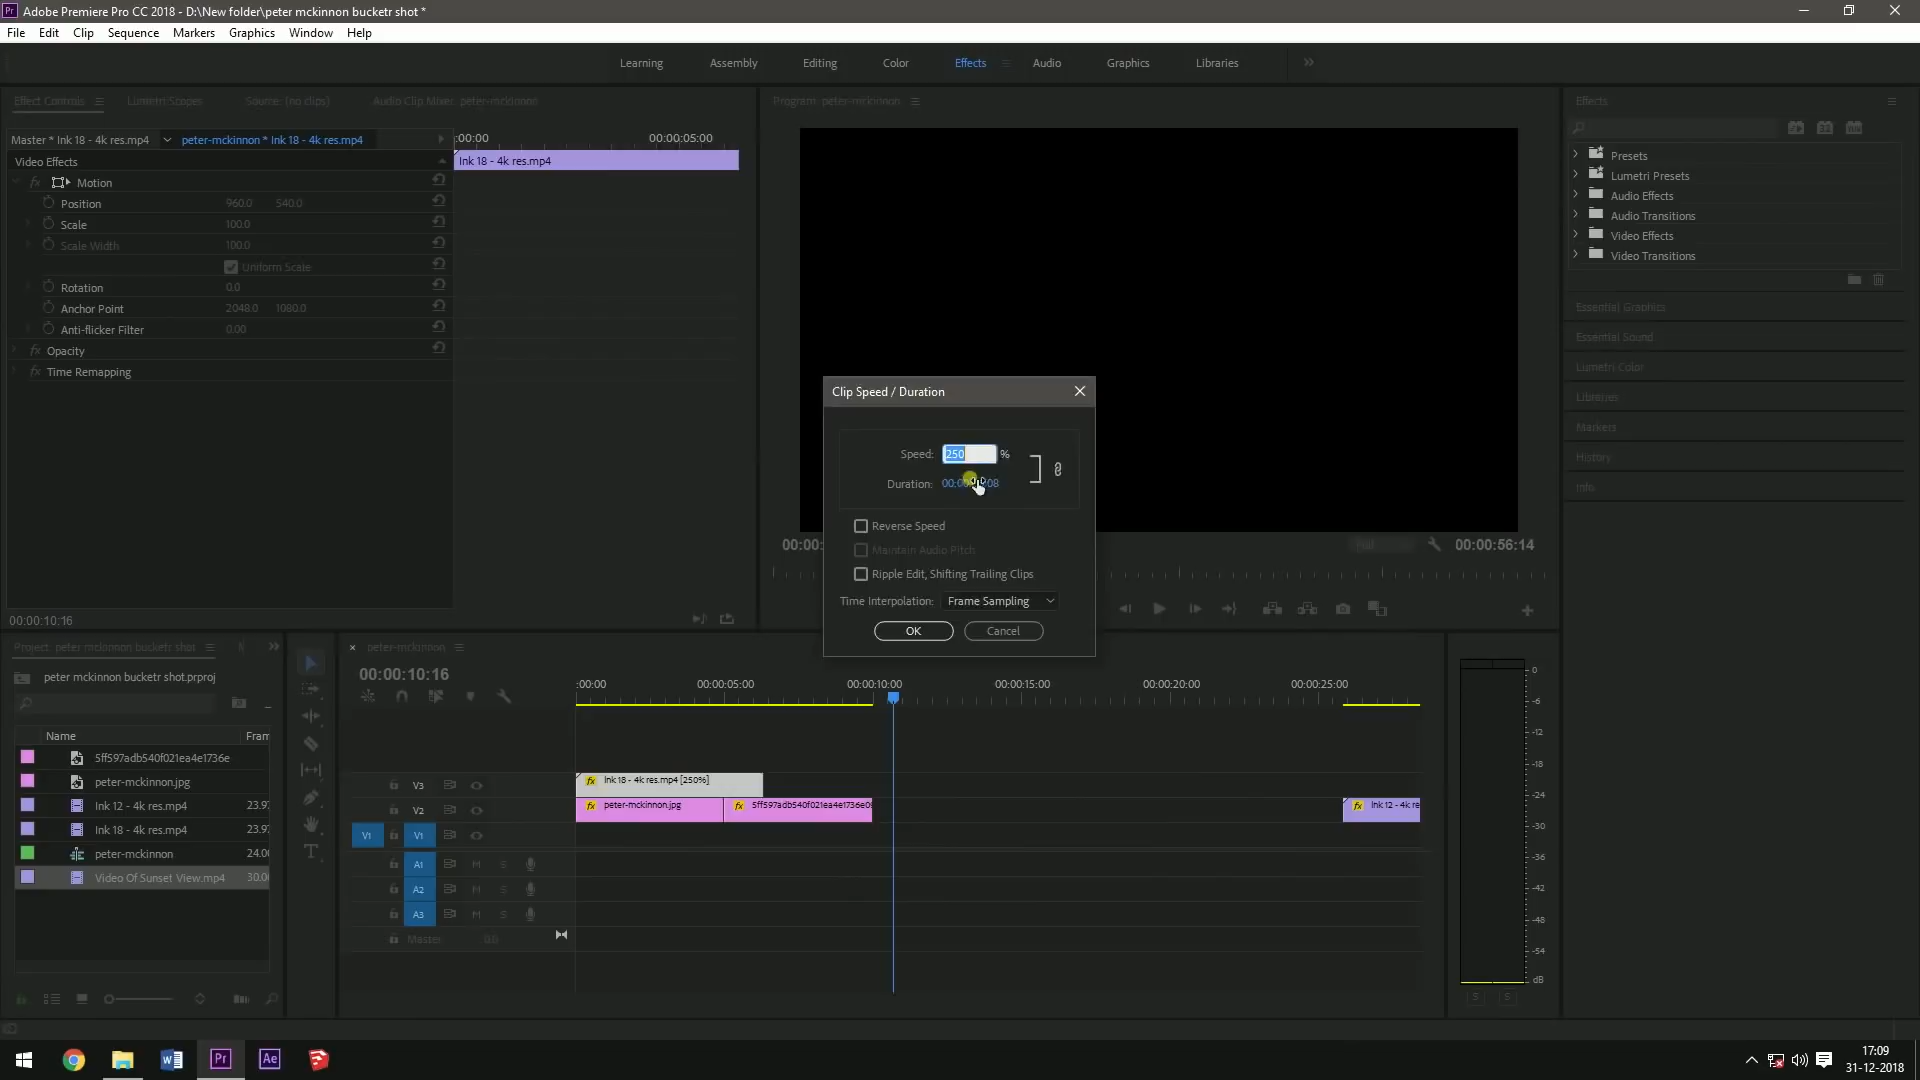 Adobe Premiere Pro CC 2018 - D:\New folder\peter mckinnon bucketr shot *
File Edit Clip Sequence Markers Graphics Window Help
Learning Assembly Editing Color Effects Audio Graphics Libraries
Effect Controls Lumetri Scopes Source: (no clips) Audio Clip Mixer: peter-mckinnon
Program: peter-mckinnon
Effects
Master * Ink 18 - 4k res.mp4 peter-mckinnon * Ink 18 - 4k res.mp4
:00:00 00:00:05:00
Video Effects
Ink 18 - 4k res.mp4
fx Motion
Position 960.0 540.0
Scale 100.0
Scale Width 100.0
Uniform Scale
Rotation 0.0
Anchor Point 2048.0 1080.0
Anti-flicker Filter 0.00
fx Opacity
fx Time Remapping
00:00:10:16
Presets
Lumetri Presets
Audio Effects
Audio Transitions
Video Effects
Video Transitions
Essential Graphics
Essential Sound
Lumetri Color
Libraries
Markers
History
Info
Clip Speed / Duration
Speed: 250 %
Duration:
Reverse Speed
Maintain Audio Pitch
Ripple Edit, Shifting Trailing Clips
Time Interpolation: Frame Sampling
OK Cancel
00:00:56:14
Project: peter mckinnon bucketr shot
peter mckinnon bucketr shot.prproj
Name Fram
5ff597adb540f021ea4e1736e
peter-mckinnon.jpg
Ink 12 - 4k res.mp4 23.97
Ink 18 - 4k res.mp4 23.97
peter-mckinnon 24.00
Video Of Sunset View.mp4 30.00
peter-mckinnon
00:00:10:16
:00:00 00:00:05:00 00:00:10:00 00:00:15:00 00:00:20:00 00:00:25:00
V3 fx Ink 18 - 4k res.mp4 [250%]
V2 fx peter-mckinnon.jpg fx 5ff597adb540f021ea4e1736e0 fx Ink 12 - 4k re
V1 V1
A1 M S
A2 M S
A3 M S
Master 0.0
0
-6
-12
-18
-24
-30
-36
-42
-48
-54
dB
S S
Pr Ae
17:09
31-12-2018